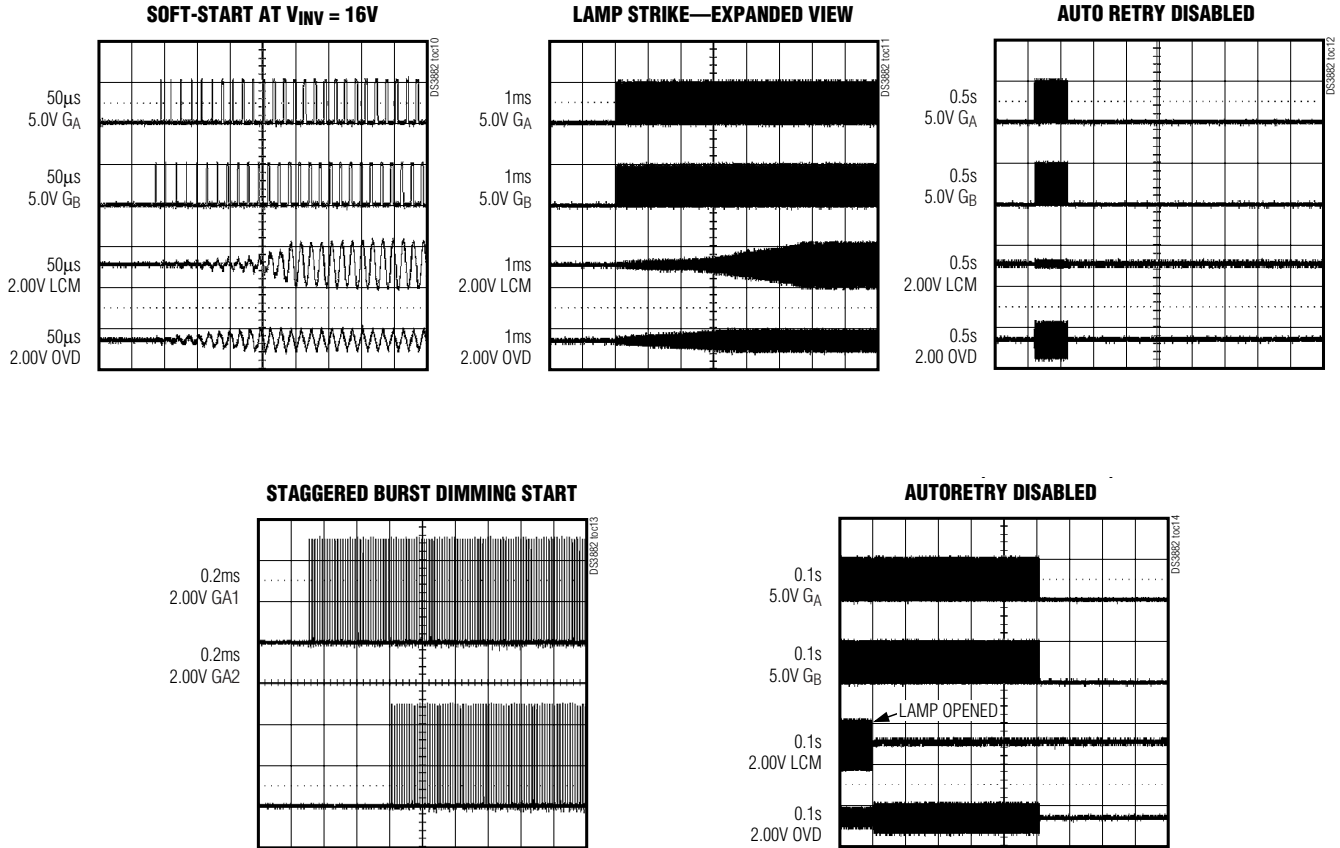 SOFT-START AT VINV = 16V
50µs
5.0V GA
50µs
5.0V GB
50µs
2.00V LCM
50µs
2.00V OVD
DS3882 toc10
LAMP STRIKE—EXPANDED VIEW
1ms
5.0V GA
1ms
5.0V GB
1ms
2.00V LCM
1ms
2.00V OVD
DS3882 toc11
AUTO RETRY DISABLED
0.5s
5.0V GA
0.5s
5.0V GB
0.5s
2.00V LCM
0.5s
2.00 OVD
DS3882 toc12
STAGGERED BURST DIMMING START
0.2ms
2.00V GA1
0.2ms
2.00V GA2
DS3882 toc13
AUTORETRY DISABLED
0.1s
5.0V GA
0.1s
5.0V GB
LAMP OPENED
0.1s
2.00V LCM
0.1s
2.00V OVD
DS3882 toc14